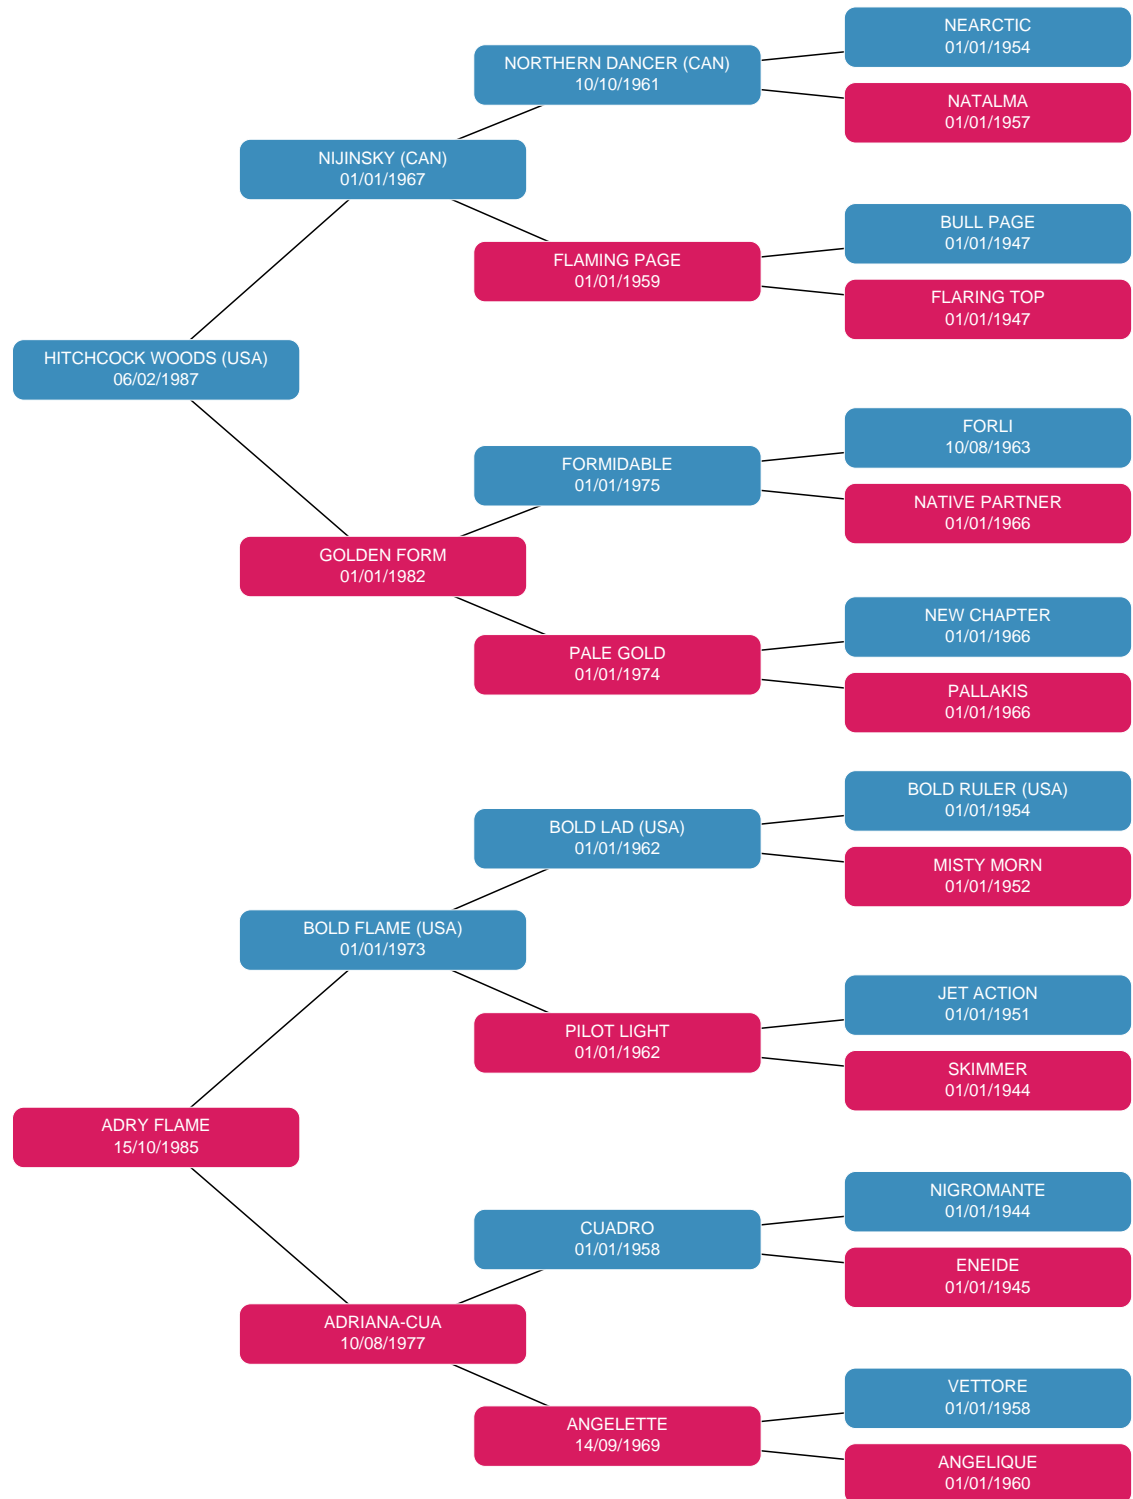 NEARCTIC
01/01/1954
NORTHERN DANCER (CAN)
10/10/1961
NATALMA
01/01/1957
NIJINSKY (CAN)
01/01/1967
BULL PAGE
01/01/1947
FLAMING PAGE
01/01/1959
FLARING TOP
01/01/1947
HITCHCOCK WOODS (USA)
06/02/1987
FORLI
10/08/1963
FORMIDABLE
01/01/1975
NATIVE PARTNER
01/01/1966
GOLDEN FORM
01/01/1982
NEW CHAPTER
01/01/1966
PALE GOLD
01/01/1974
PALLAKIS
01/01/1966
BOLD RULER (USA)
01/01/1954
BOLD LAD (USA)
01/01/1962
MISTY MORN
01/01/1952
BOLD FLAME (USA)
01/01/1973
JET ACTION
01/01/1951
PILOT LIGHT
01/01/1962
SKIMMER
01/01/1944
ADRY FLAME
15/10/1985
NIGROMANTE
01/01/1944
CUADRO
01/01/1958
ENEIDE
01/01/1945
ADRIANA-CUA
10/08/1977
VETTORE
01/01/1958
ANGELETTE
14/09/1969
ANGELIQUE
01/01/1960